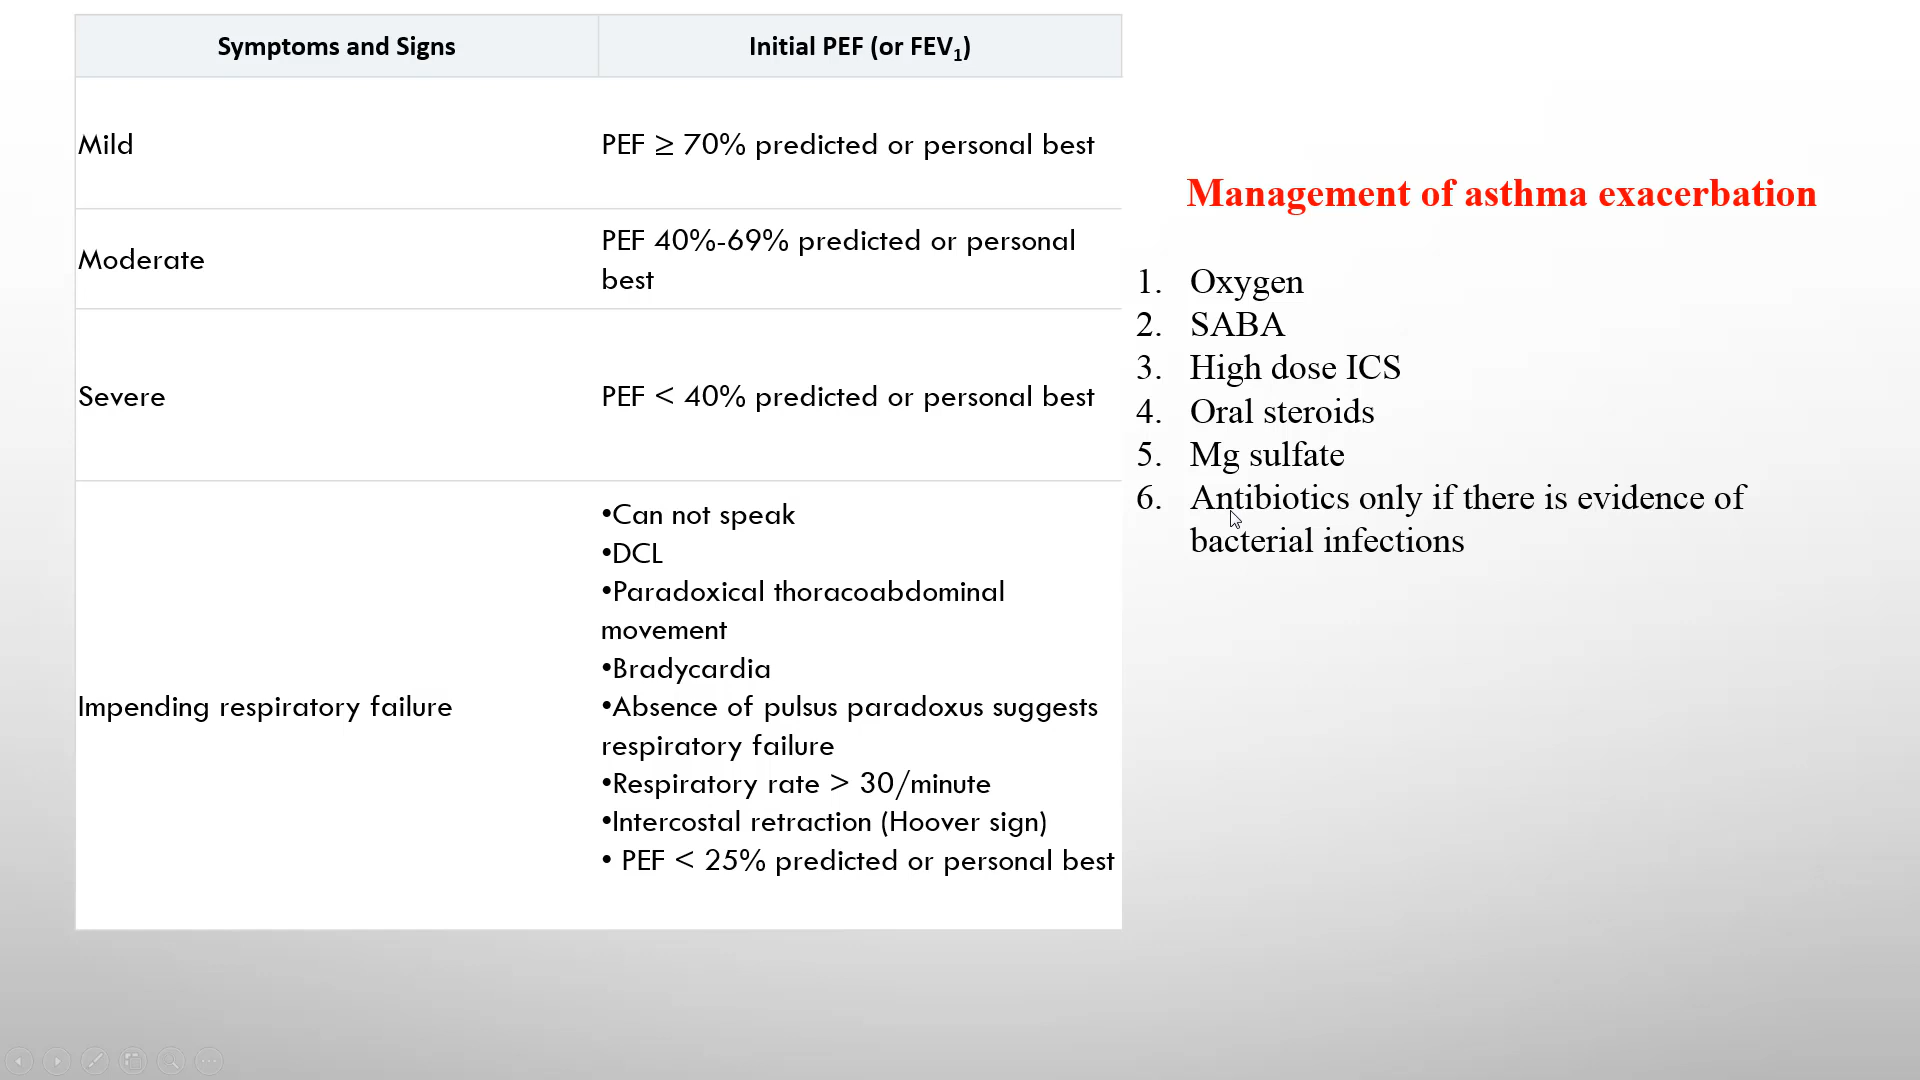 Symptoms and Signs
Initial PEF (or FEV1)
Mild
PEF ≥ 70% predicted or personal best
Moderate
PEF 40%-69% predicted or personal
best
Severe
PEF < 40% predicted or personal best
Impending respiratory failure
•Can not speak
•DCL
•Paradoxical thoracoabdominal
movement
•Bradycardia
•Absence of pulsus paradoxus suggests
respiratory failure
•Respiratory rate > 30/minute
•Intercostal retraction (Hoover sign)
• PEF < 25% predicted or personal best
Management of asthma exacerbation
1. Oxygen
2. SABA
3. High dose ICS
4. Oral steroids
5. Mg sulfate
6. Antibiotics only if there is evidence of
bacterial infections